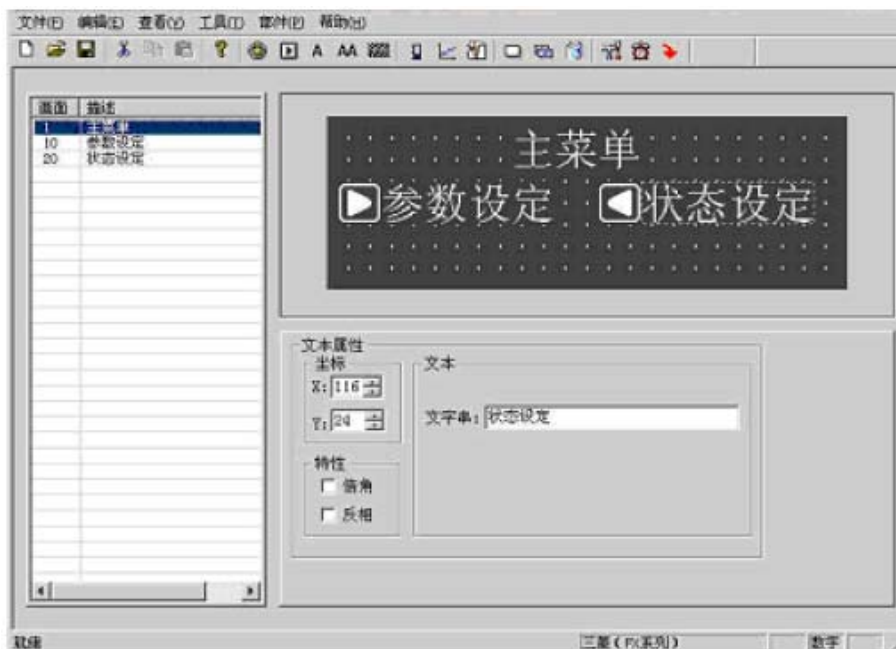 文件(F) 编辑(E) 查看(V) 工具(T) 部件(P) 帮助(H)
A AA
画面 描述
1 主菜单
10 参数设定
20 状态设定
主菜单
参数设定 状态设定
文本属性
坐标
X: 116
Y: 24
文本
文字串: 状态设定
特性
倍角
反相
就绪 三菱(FX系列) 数字